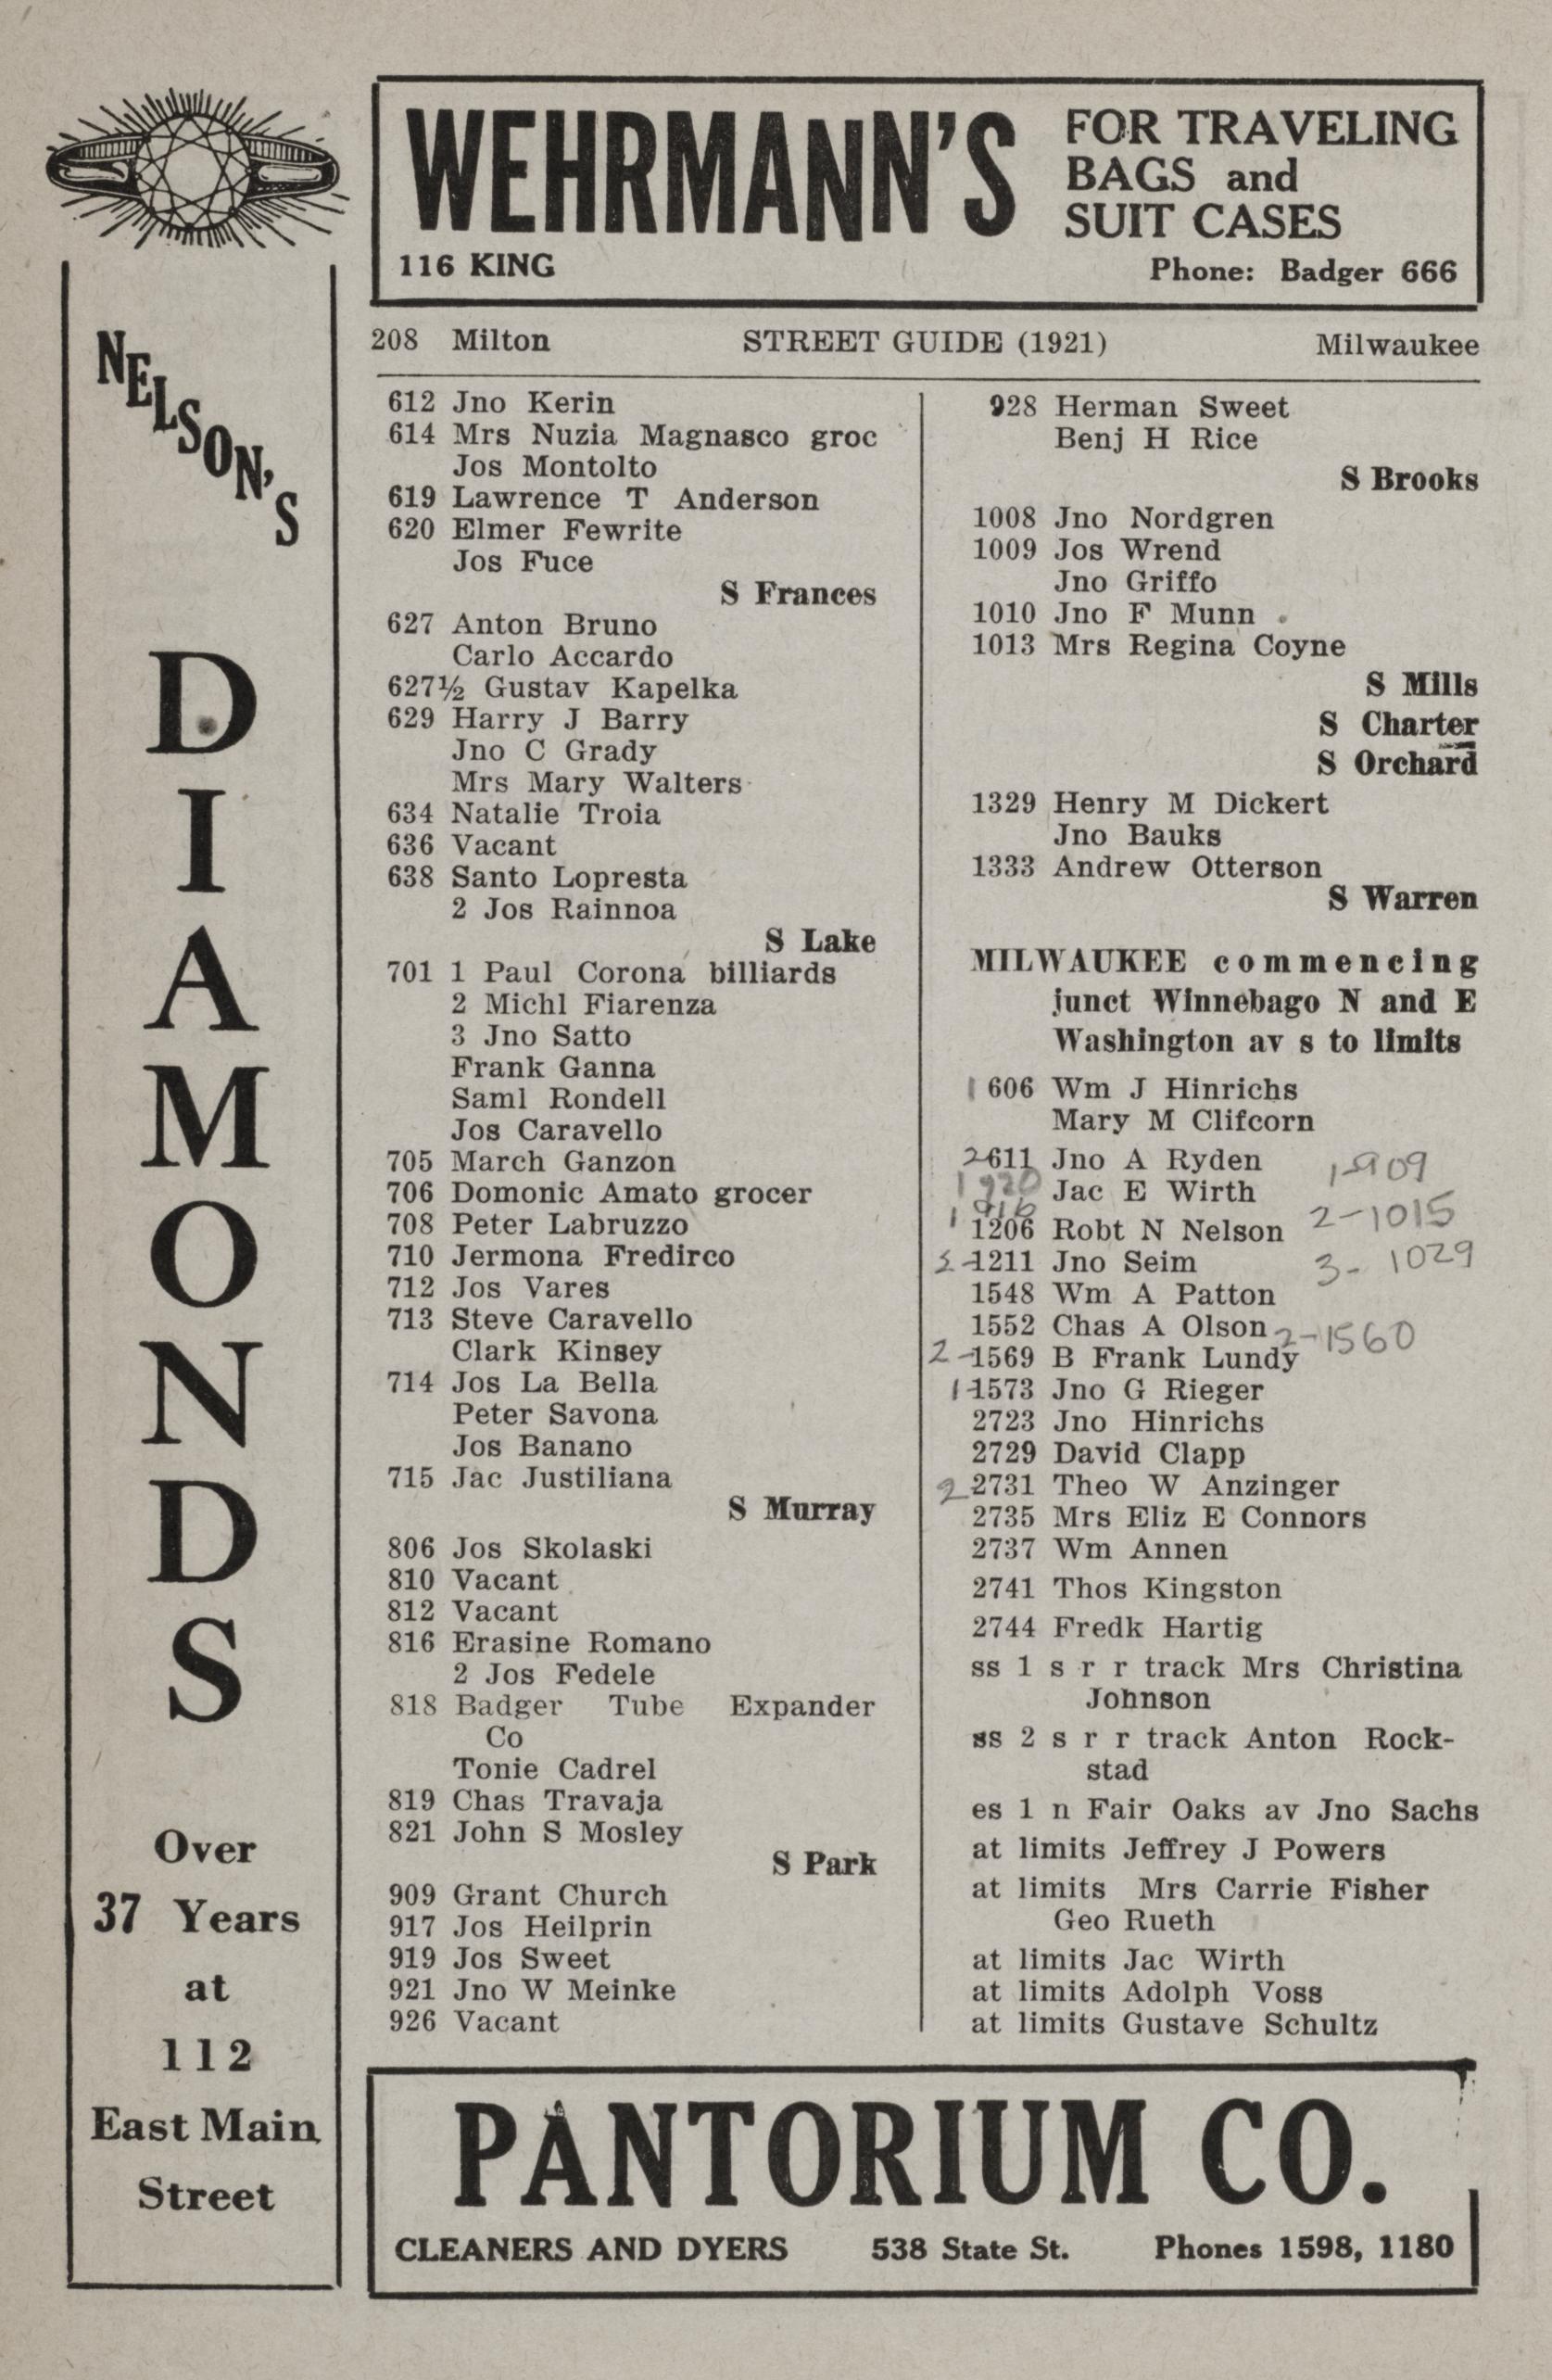 WEHRMANN'S
FOR TRAVELING
BAGS and
SUIT CASES
116 KING
Phone: Badger 666
NELSON'S
DIAMONDS
Over
37 Years
at
112
East Main
Street
208 Milton STREET GUIDE (1921) Milwaukee
612 Jno Kerin
614 Mrs Nuzia Magnasco groc
Jos Montolto
619 Lawrence T Anderson
620 Elmer Fewrite
Jos Fuce
S Frances
627 Anton Bruno
Carlo Accardo
627½ Gustav Kapelka
629 Harry J Barry
Jno C Grady
Mrs Mary Walters
634 Natalie Troia
636 Vacant
638 Santo Lopresta
2 Jos Rainnoa
S Lake
701 1 Paul Corona billiards
2 Michl Fiarenza
3 Jno Satto
Frank Ganna
Saml Rondell
Jos Caravello
705 March Ganzon
706 Domonic Amato grocer
708 Peter Labruzzo
710 Jermona Fredirco
712 Jos Vares
713 Steve Caravello
Clark Kinsey
714 Jos La Bella
Peter Savona
Jos Banano
715 Jac Justiliana
S Murray
806 Jos Skolaski
810 Vacant
812 Vacant
816 Erasine Romano
2 Jos Fedele
818 Badger Tube Expander
Co
Tonie Cadrel
819 Chas Travaja
821 John S Mosley
S Park
909 Grant Church
917 Jos Heilprin
919 Jos Sweet
921 Jno W Meinke
926 Vacant
928 Herman Sweet
Benj H Rice
S Brooks
1008 Jno Nordgren
1009 Jos Wrend
Jno Griffo
1010 Jno F Munn
1013 Mrs Regina Coyne
S Mills
S Charter
S Orchard
1329 Henry M Dickert
Jno Bauks
1333 Andrew Otterson
S Warren
MILWAUKEE commencing
junct Winnebago N and E
Washington av s to limits
1 606 Wm J Hinrichs
Mary M Clifcorn
2-611 Jno A Ryden 1-909
1 920 Jac E Wirth
1 916
1206 Robt N Nelson 2-1015
1211 Jno Seim 3- 1029
1548 Wm A Patton
1552 Chas A Olson 2-1560
2-1569 B Frank Lundy
1-1573 Jno G Rieger
2723 Jno Hinrichs
2729 David Clapp
2 2731 Theo W Anzinger
2735 Mrs Eliz E Connors
2737 Wm Annen
2741 Thos Kingston
2744 Fredk Hartig
ss 1 s r r track Mrs Christina
Johnson
ss 2 s r r track Anton Rock-
stad
es 1 n Fair Oaks av Jno Sachs
at limits Jeffrey J Powers
at limits Mrs Carrie Fisher
Geo Rueth
at limits Jac Wirth
at limits Adolph Voss
at limits Gustave Schultz
PANTORIUM CO.
CLEANERS AND DYERS 538 State St. Phones 1598, 1180